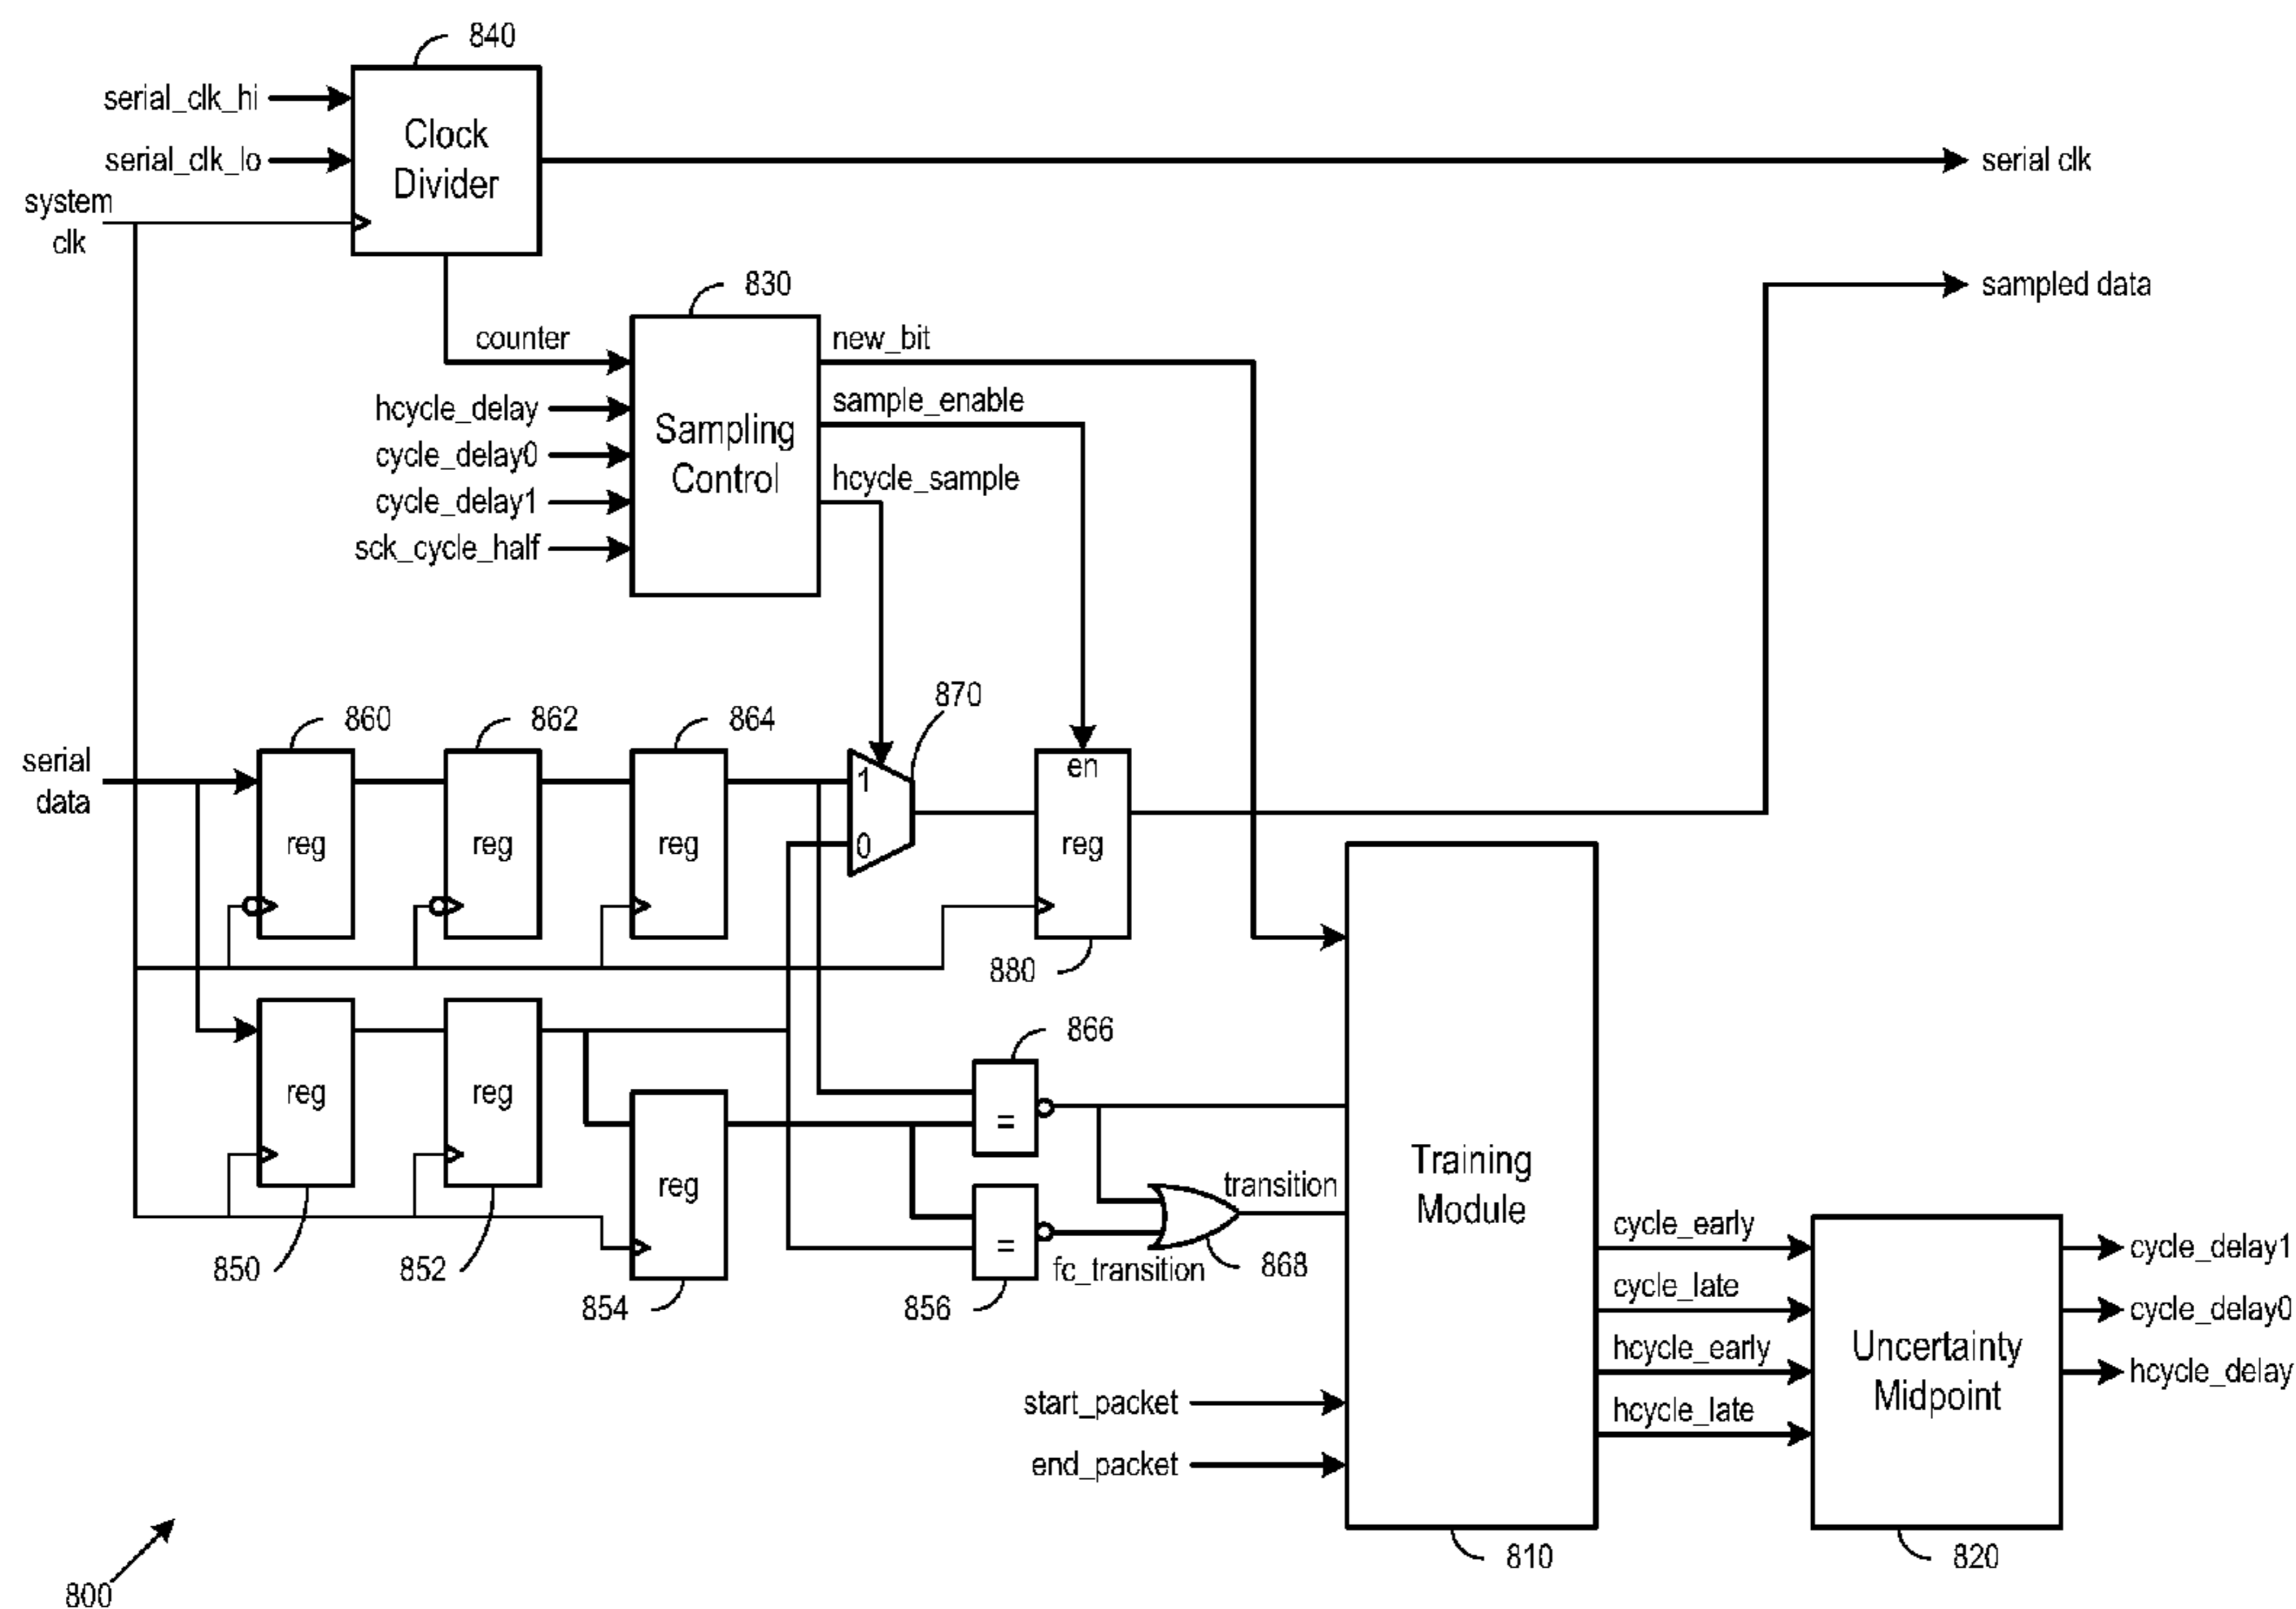 840
serial_clk_hi
Clock
Divider
serial_clk_lo
serial clk
system
clk
830
sampled data
counter
new_bit
hcycle_delay
sample_enable
Sampling
Control
cycle_delay0
hcycle_sample
cycle_delay1
sck_cycle_half
870
860
862
864
serial
data
1
en
reg
reg
reg
0
reg
880
866
reg
reg
=
reg
Training
Module
transition
=
cycle_early
cycle_delay1
850
852
fc_transition
868
cycle_late
854
856
cycle_delay0
hcycle_early
Uncertainty
Midpoint
hcycle_delay
start_packet
hcycle_late
end_packet
810
820
800